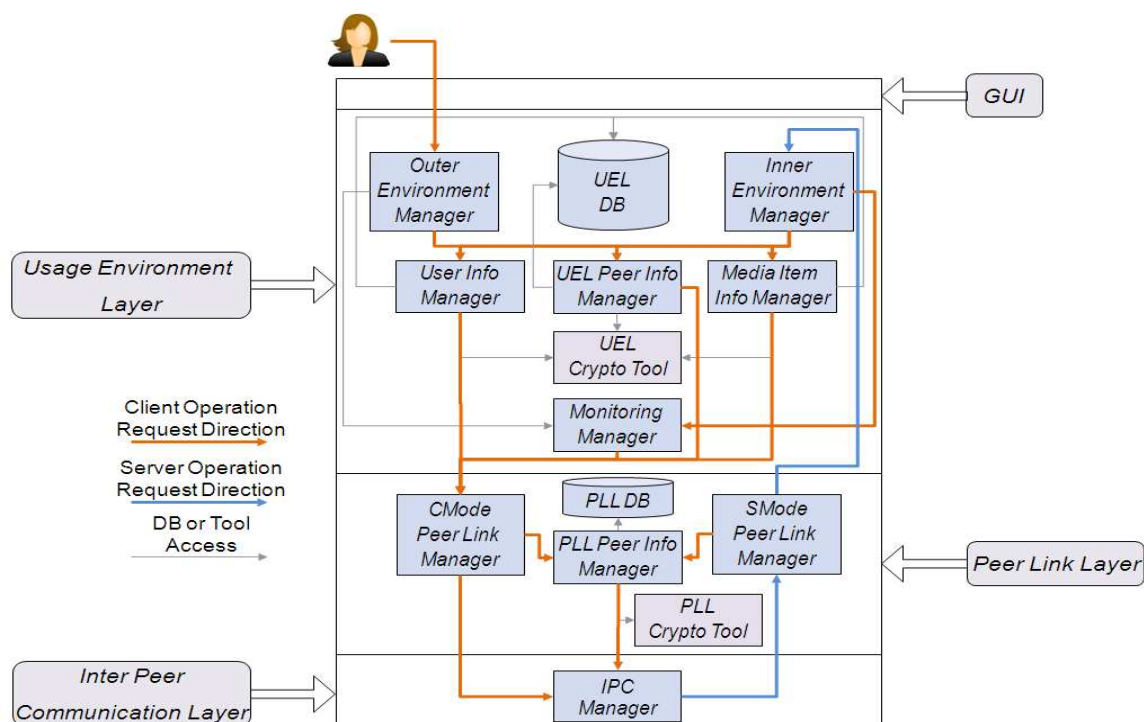 GUI
Outer
Environment
Manager
UEL
DB
Inner
Environment
Manager
Usage Environment
Layer
User Info
Manager
UEL Peer Info
Manager
Media Item
Info Manager
UEL
Crypto Tool
Client Operation
Request Direction
Monitoring
Manager
Server Operation
Request Direction
DB or Tool
Access
CMode
Peer Link
Manager
PLL DB
PLL Peer Info
Manager
SMode
Peer Link
Manager
Peer Link Layer
PLL
Crypto Tool
Inter Peer
Communication Layer
IPC
Manager